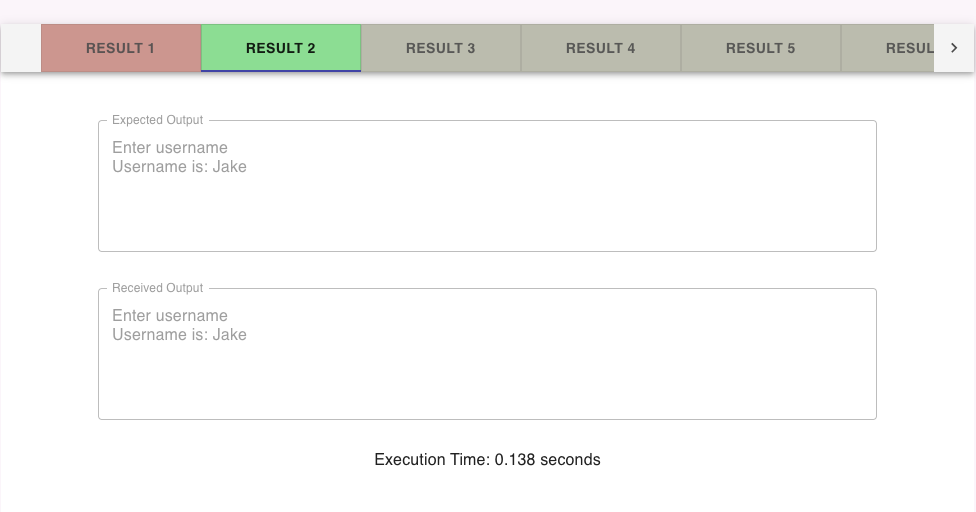 RESULT 1
RESULT 2
RESULT 3
RESULT 4
RESULT 5
RESUL
Expected Output
Enter username
Username is: Jake
Received Output
Enter username
Username is: Jake
Execution Time: 0.138 seconds